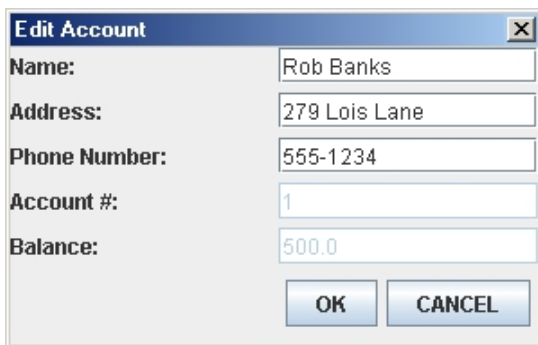 Edit Account
Name: Rob Banks
Address: 279 Lois Lane
Phone Number: 555-1234
Account #: 1
Balance: 500.0
OK CANCEL